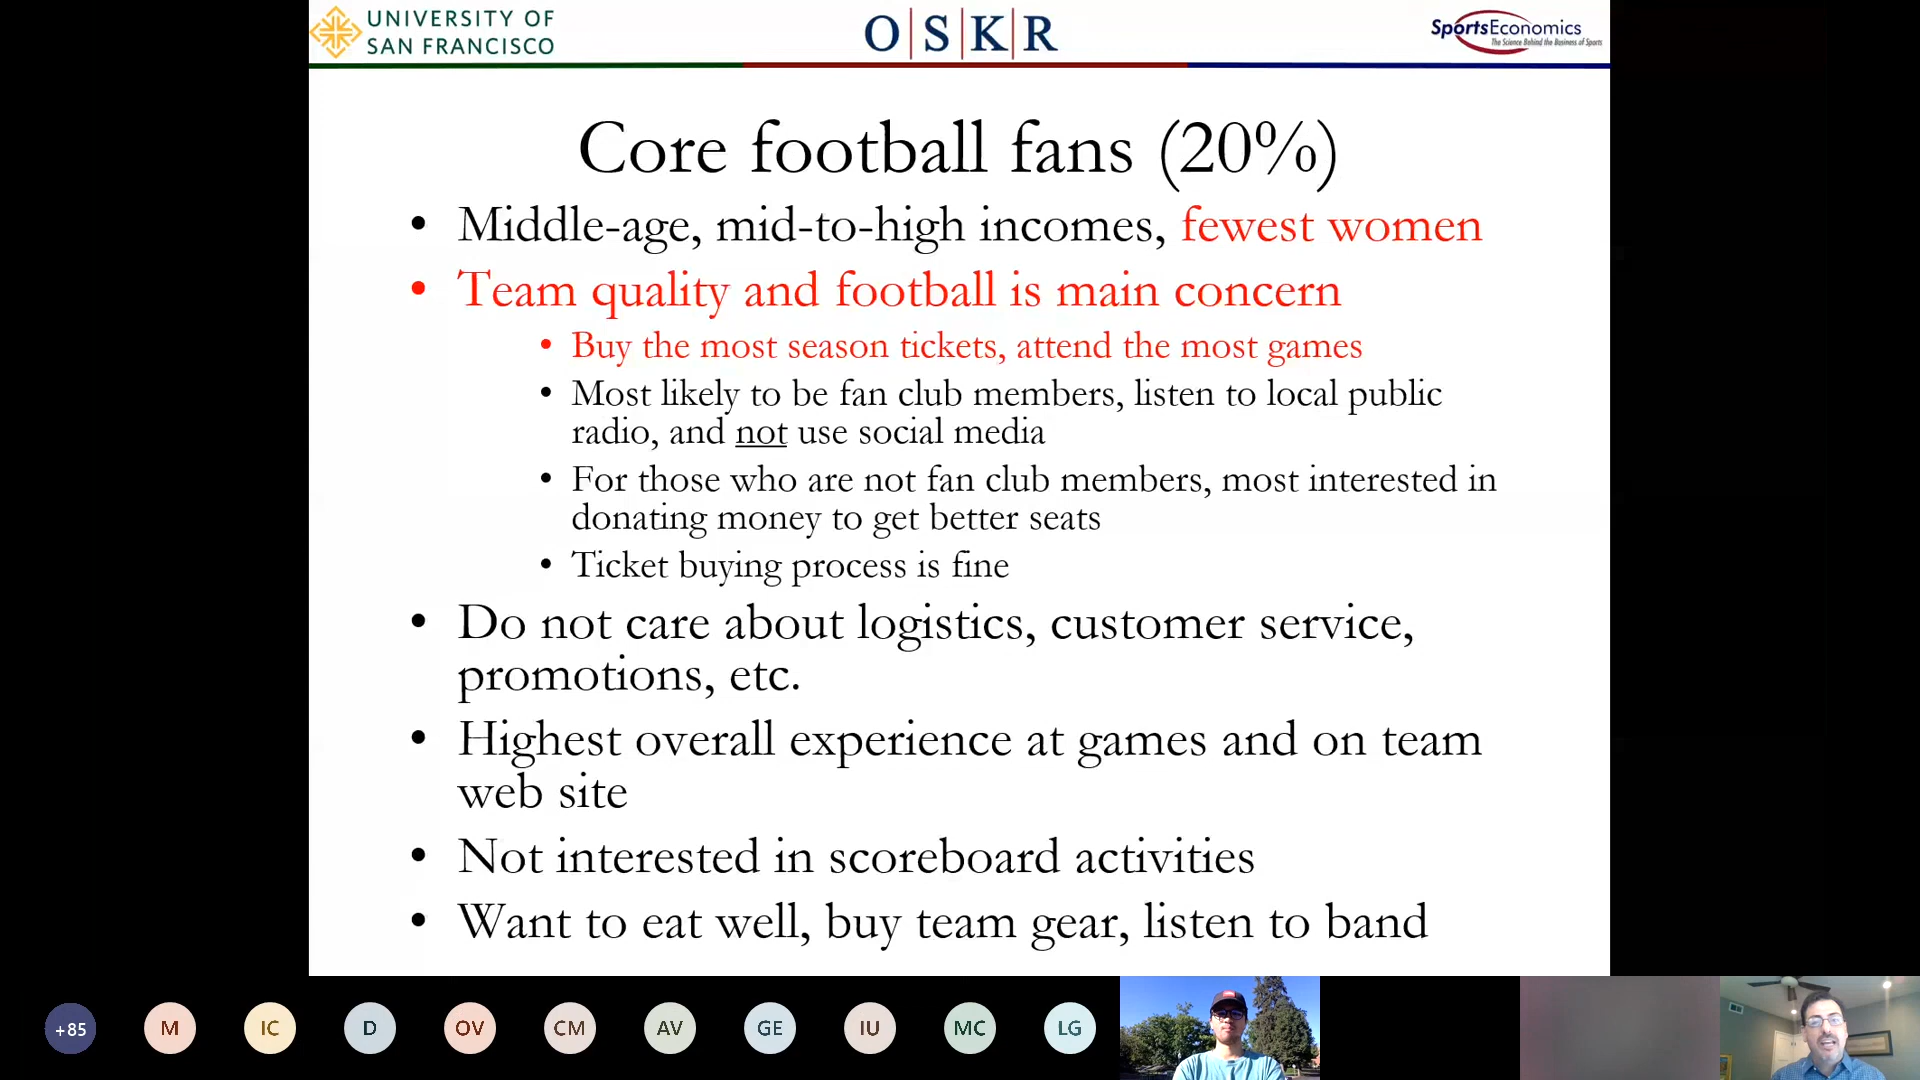 UNIVERSITY OF
SAN FRANCISCO
O|S|K|R
SportsEconomics
The Science Behind the Business of Sports
Core football fans (20%)
• Middle-age, mid-to-high incomes, fewest women
• Team quality and football is main concern
• Buy the most season tickets, attend the most games
• Most likely to be fan club members, listen to local public
radio, and not use social media
• For those who are not fan club members, most interested in
donating money to get better seats
• Ticket buying process is fine
• Do not care about logistics, customer service,
promotions, etc.
• Highest overall experience at games and on team
web site
• Not interested in scoreboard activities
• Want to eat well, buy team gear, listen to band
+85
M
IC
D
OV
CM
AV
GE
IU
MC
LG